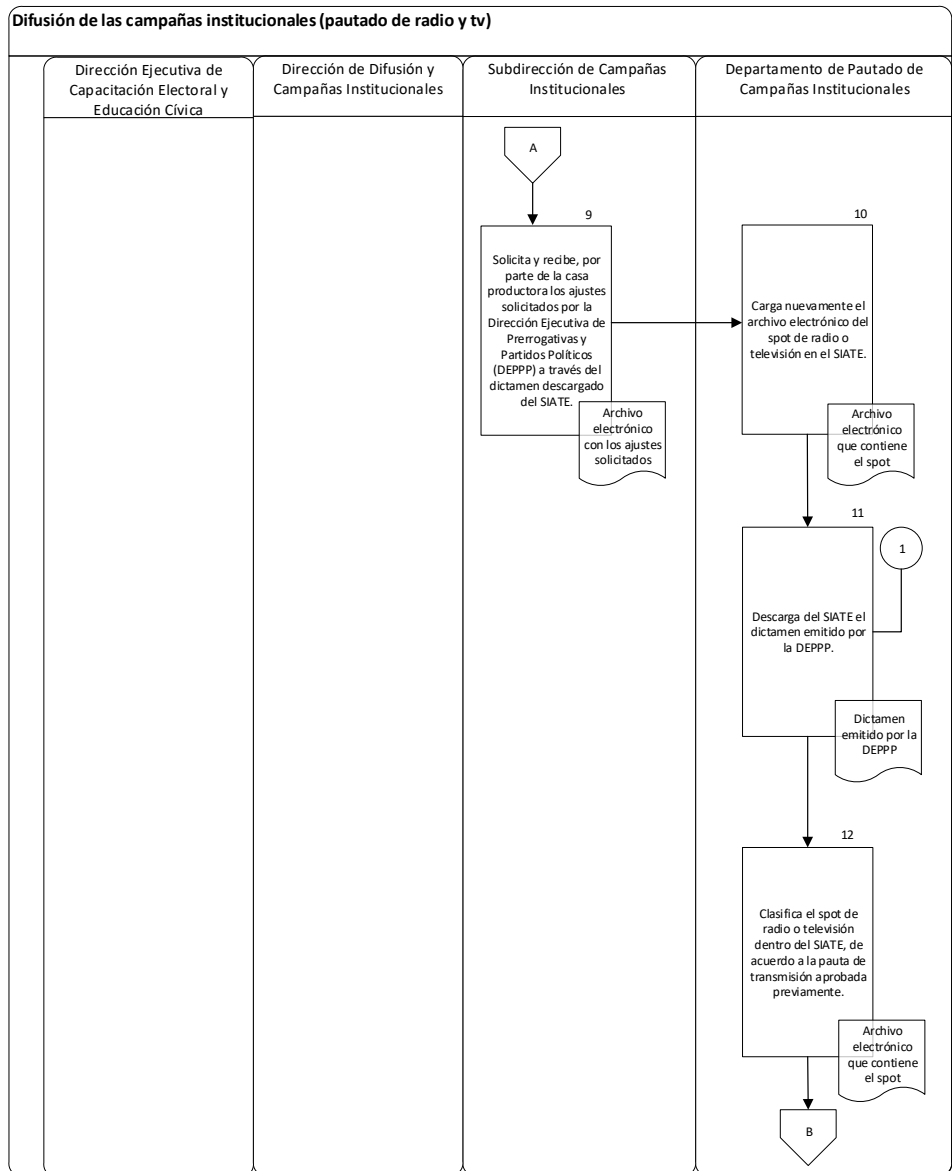 Difusión de las campañas institucionales (pautado de radio y tv)
Dirección Ejecutiva de
Capacitación Electoral y
Educación Cívica
Dirección de Difusión y
Campañas Institucionales
Subdirección de Campañas
Institucionales
Departamento de Pautado de
Campañas Institucionales
A
9
Solicita y recibe, por
parte de la casa
productora los ajustes
solicitados por la
Dirección Ejecutiva de
Prerrogativas y
Partidos Políticos
(DEPPP) a través del
dictamen descargado
del SIATE.
Archivo
electrónico
con los ajustes
solicitados
10
Carga nuevamente el
archivo electrónico del
spot de radio o
televisión en el SIATE.
Archivo
electrónico
que contiene
el spot
11
1
Descarga del SIATE el
dictamen emitido por
la DEPPP.
Dictamen
emitido por la
DEPPP
12
Clasifica el spot de
radio o televisión
dentro del SIATE, de
acuerdo a la pauta de
transmisión aprobada
previamente.
Archivo
electrónico
que contiene
el spot
B